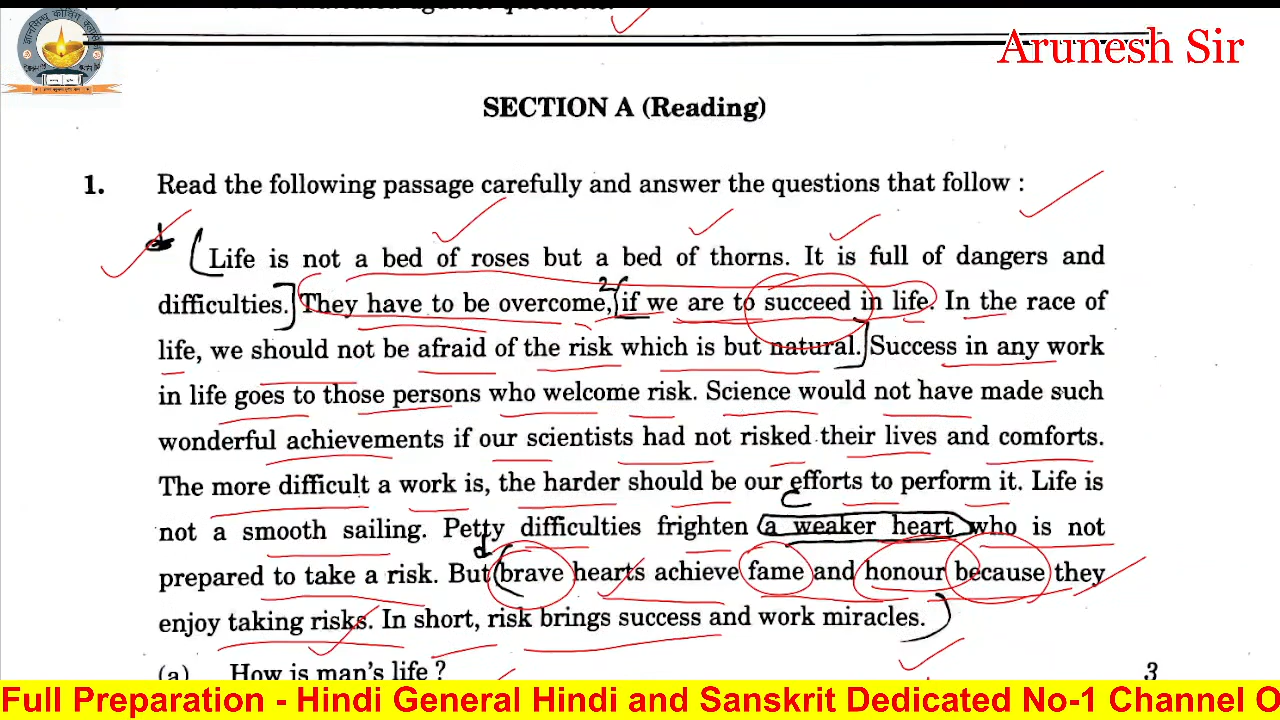 Arunesh Sir
SECTION A (Reading)
1. Read the following passage carefully and answer the questions that follow :
Life is not a bed of roses but a bed of thorns. It is full of dangers and
difficulties. They have to be overcome, if we are to succeed in life. In the race of
life, we should not be afraid of the risk which is but natural. Success in any work
in life goes to those persons who welcome risk. Science would not have made such
wonderful achievements if our scientists had not risked their lives and comforts.
The more difficult a work is, the harder should be our efforts to perform it. Life is
not a smooth sailing. Petty difficulties frighten a weaker heart who is not
prepared to take a risk. But brave hearts achieve fame and honour because they
enjoy taking risks. In short, risk brings success and work miracles.
(a) How is man's life ? 3
Full Preparation - Hindi General Hindi and Sanskrit Dedicated No-1 Channel O